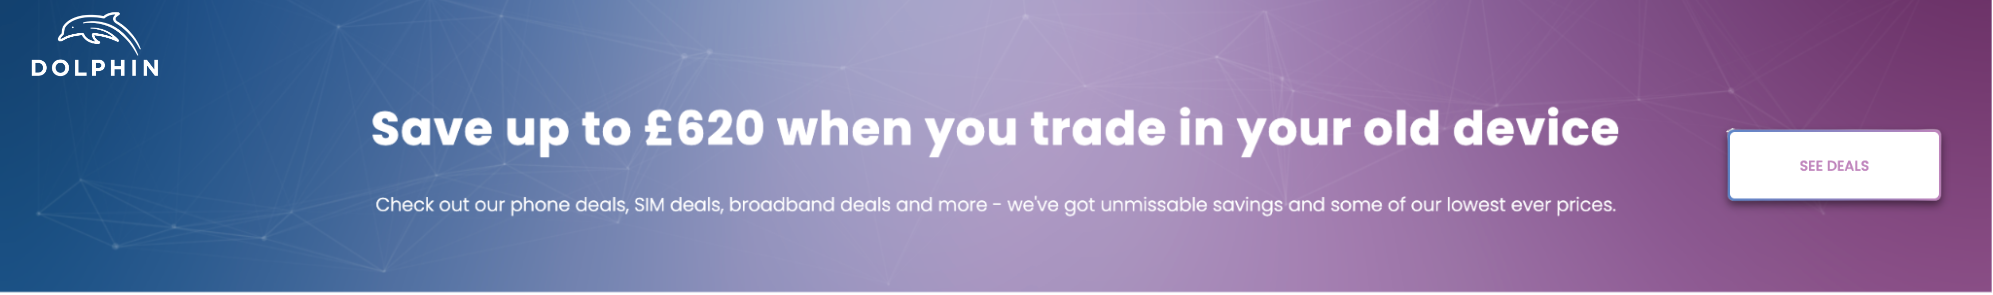 DOLPHIN
Save up to £620 when you trade in your old device
Check out our phone deals, SIM deals, broadband deals and more - we've got unmissable savings and some of our lowest ever prices.
SEE DEALS